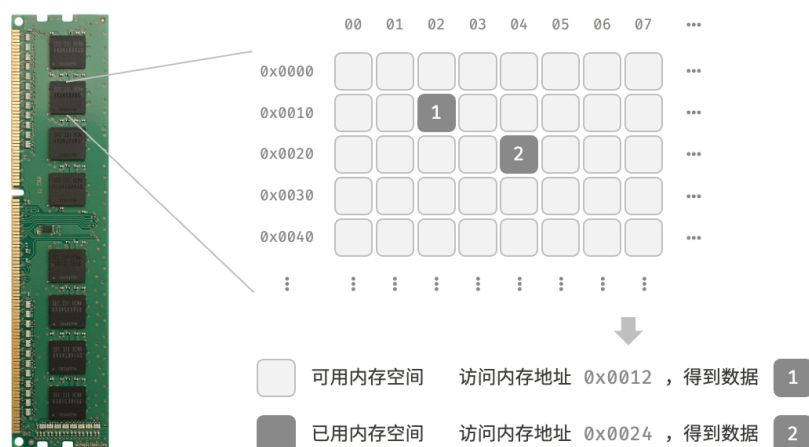 00 01 02 03 04 05 06 07 •••
0x0000 •••
0x0010 1 •••
0x0020 2 •••
0x0030 •••
0x0040 •••
可用内存空间 访问内存地址 0x0012 ，得到数据 1
已用内存空间 访问内存地址 0x0024 ，得到数据 2